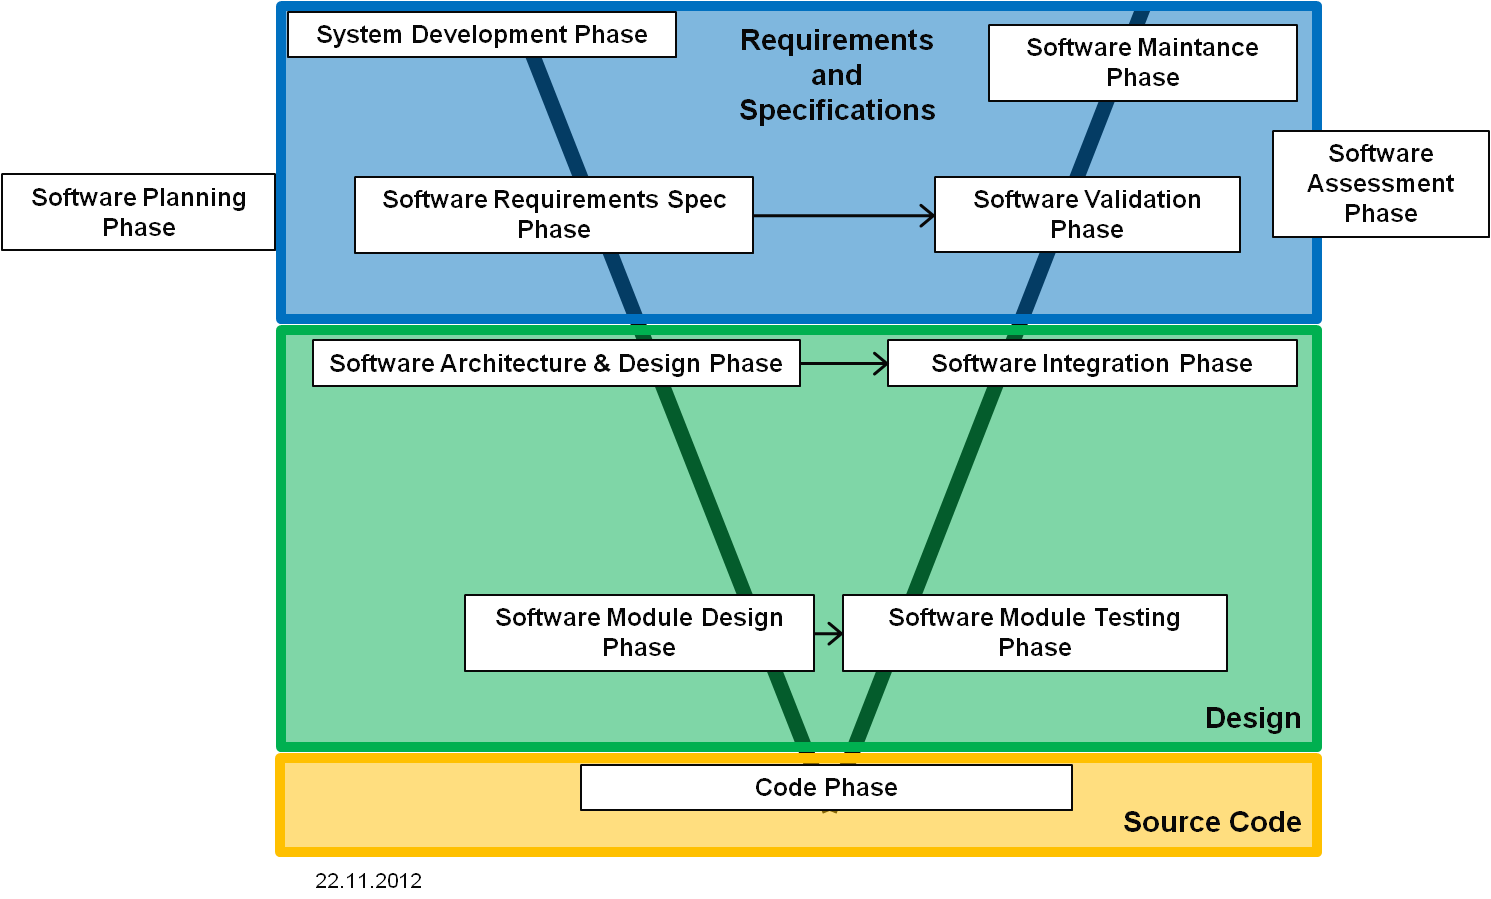 System Development Phase
Requirements
and
Specifications
Software Maintance
Phase
Software Planning
Phase
Software Requirements Spec
Phase
Software Validation
Phase
Software
Assessment
Phase
Software Architecture & Design Phase
Software Integration Phase
Software Module Design
Phase
Software Module Testing
Phase
Design
Code Phase
Source Code
22.11.2012